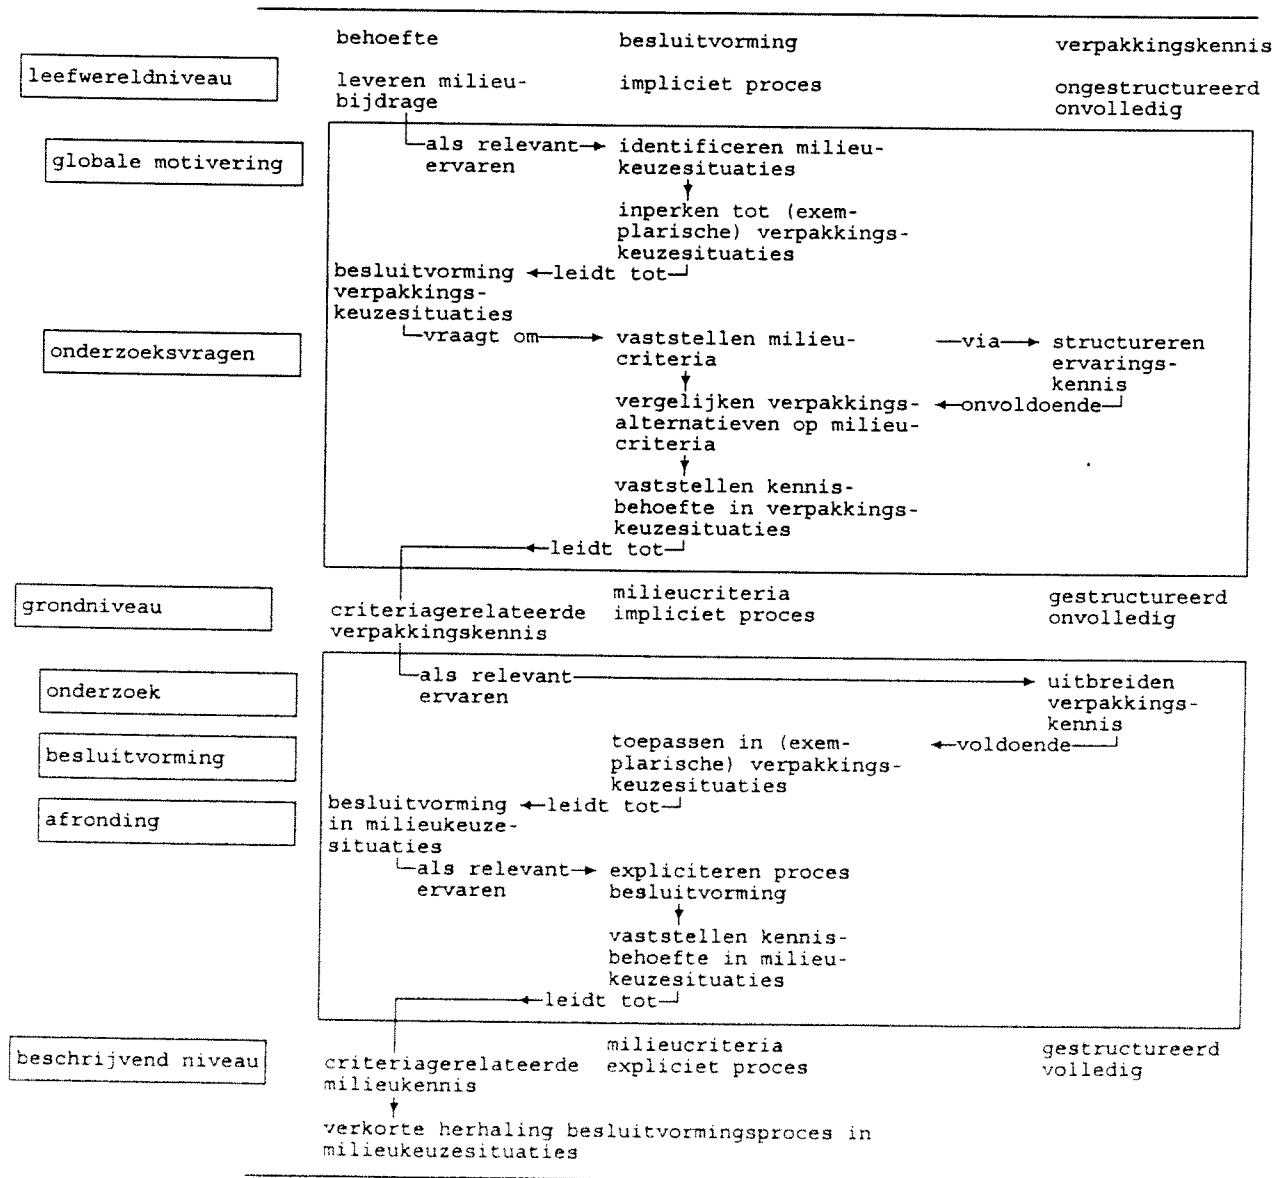 behoefte besluitvorming verpakkingskennis
leefwereldniveau leveren milieu- impliciet proces ongestructureerd
bijdrage onvolledig
globale motivering als relevant identificeren milieu-
ervaren keuzesituaties
inperken tot (exem-
plarische) verpakkings-
keuzesituaties
besluitvorming leidt tot
verpakkings-
keuzesituaties
onderzoeksvragen vraagt om vaststellen milieu- via structureren
criteria ervarings-
kennis
vergelijken verpakkings- onvoldoende
alternatieven op milieu-
criteria
vaststellen kennis-
behoefte in verpakkings-
keuzesituaties
leidt tot
grondniveau milieucriteria gestructureerd
criteriagerelateerde impliciet proces onvolledig
verpakkingskennis
onderzoek als relevant uitbreiden
ervaren verpakkings-
kennis
besluitvorming toepassen in (exem- voldoende
plarische) verpakkings-
keuzesituaties
afronding besluitvorming leidt tot
in milieukeuze-
situaties
als relevant expliciteren proces
ervaren besluitvorming
vaststellen kennis-
behoefte in milieu-
keuzesituaties
leidt tot
beschrijvend niveau milieucriteria gestructureerd
criteriagerelateerde expliciet proces volledig
milieukennis
verkorte herhaling besluitvormingsproces in
milieukeuzesituaties